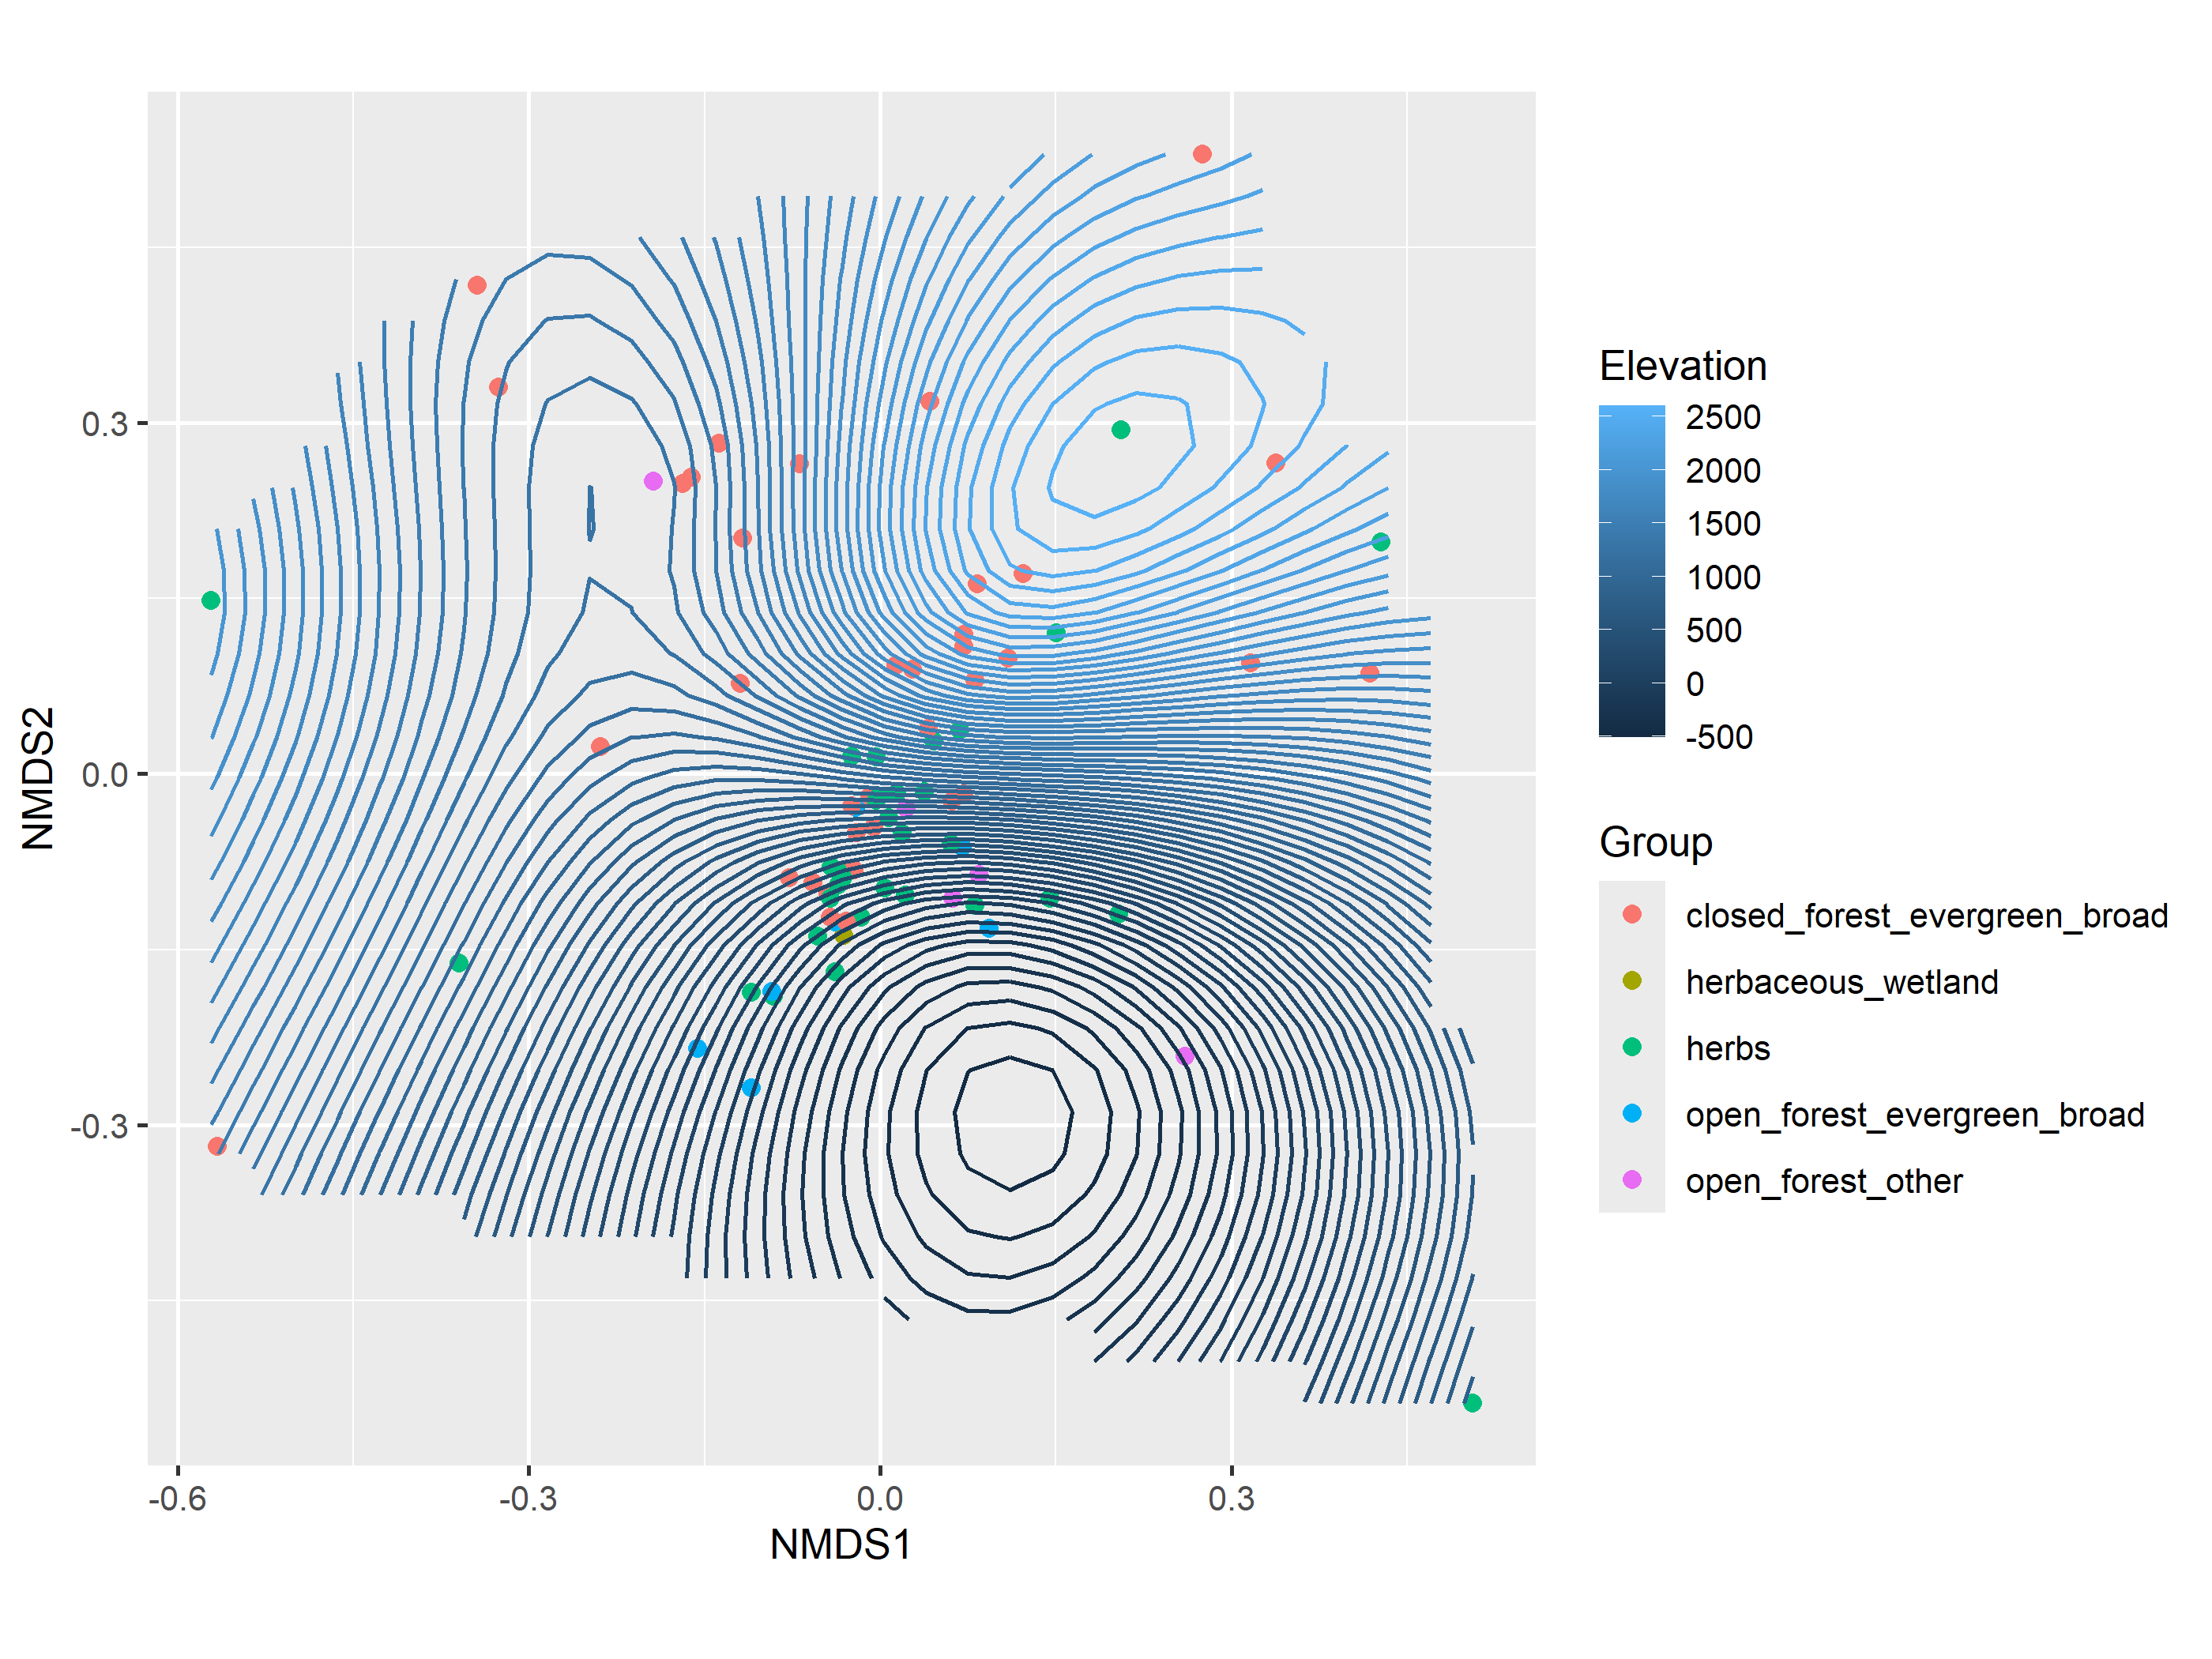 NMDS2
0.3
0.0
-0.3
-0.6
-0.3
0.0
0.3
NMDS1
Elevation
2500
2000
1500
1000
500
0
-500
Group
closed_forest_evergreen_broad
herbaceous_wetland
herbs
open_forest_evergreen_broad
open_forest_other